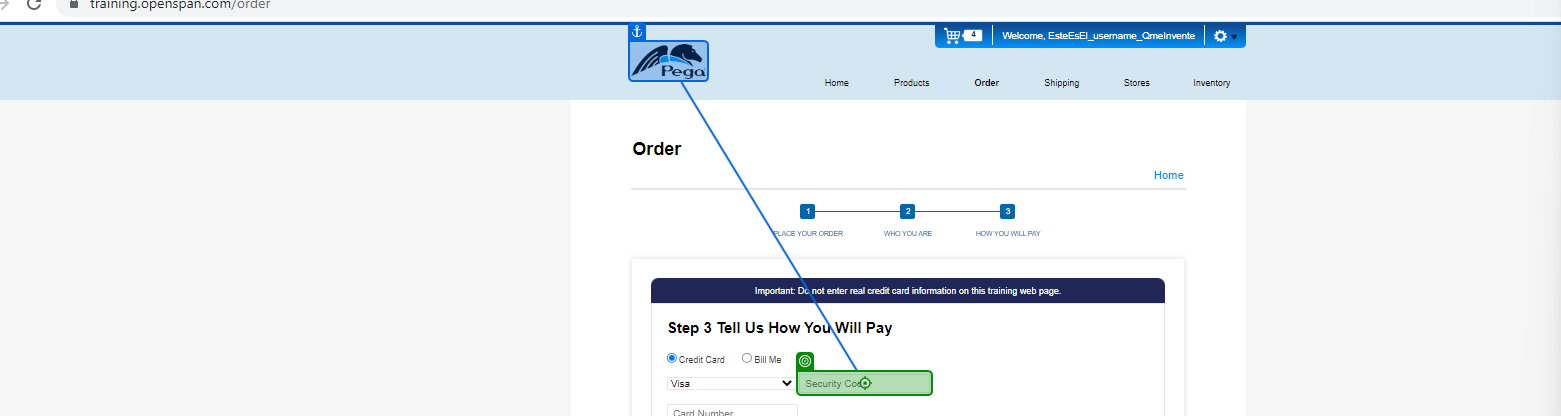 training.openspan.com/order
4
Welcome, EsteEsEl_username_QmeInvente
Pega
Home Products Order Shipping Stores Inventory
Order
Home
1 2 3
PLACE YOUR ORDER WHO YOU ARE HOW YOU WILL PAY
Important: Do not enter real credit card information on this training web page.
Step 3 Tell Us How You Will Pay
Credit Card Bill Me
Visa Security Code
Card Number